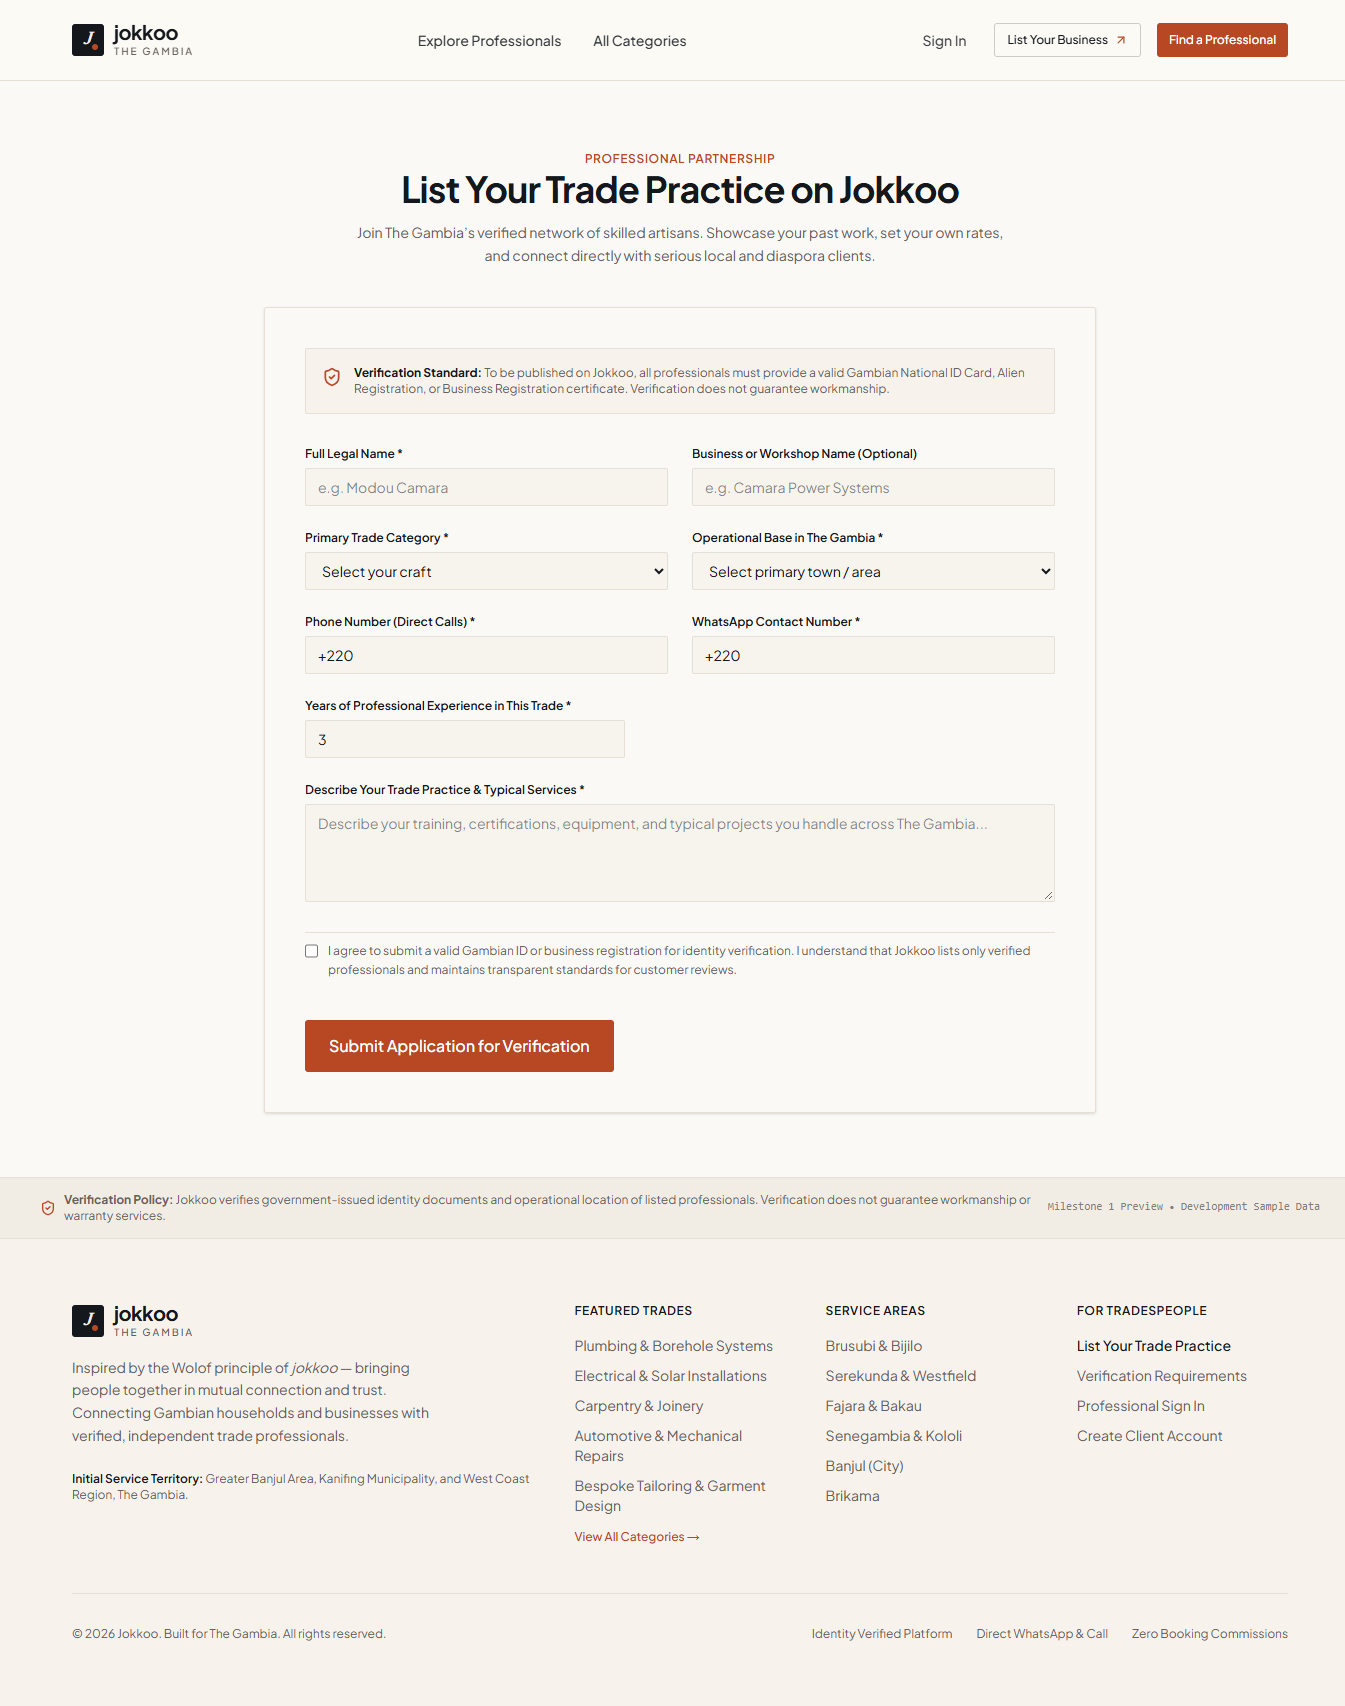 J jokkoo
THE GAMBIA
Explore Professionals
All Categories
Sign In
List Your Business
Find a Professional
PROFESSIONAL PARTNERSHIP
List Your Trade Practice on Jokkoo
Join The Gambia's verified network of skilled artisans. Showcase your past work, set your own rates,
and connect directly with serious local and diaspora clients.
Verification Standard: To be published on Jokkoo, all professionals must provide a valid Gambian National ID Card, Alien
Registration, or Business Registration certificate. Verification does not guarantee workmanship.
Full Legal Name *
e.g. Modou Camara
Business or Workshop Name (Optional)
e.g. Camara Power Systems
Primary Trade Category *
Select your craft
Operational Base in The Gambia *
Select primary town / area
Phone Number (Direct Calls) *
+220
WhatsApp Contact Number *
+220
Years of Professional Experience in This Trade *
3
Describe Your Trade Practice & Typical Services *
Describe your training, certifications, equipment, and typical projects you handle across The Gambia...
I agree to submit a valid Gambian ID or business registration for identity verification. I understand that Jokkoo lists only verified
professionals and maintains transparent standards for customer reviews.
Submit Application for Verification
Verification Policy: Jokkoo verifies government-issued identity documents and operational location of listed professionals. Verification does not guarantee workmanship or
warranty services.
Milestone 1 Preview • Development Sample Data
J jokkoo
THE GAMBIA
Inspired by the Wolof principle of jokkoo — bringing
people together in mutual connection and trust.
Connecting Gambian households and businesses with
verified, independent trade professionals.
Initial Service Territory: Greater Banjul Area, Kanifing Municipality, and West Coast
Region, The Gambia.
FEATURED TRADES
Plumbing & Borehole Systems
Electrical & Solar Installations
Carpentry & Joinery
Automotive & Mechanical
Repairs
Bespoke Tailoring & Garment
Design
View All Categories →
SERVICE AREAS
Brusubi & Bijilo
Serekunda & Westfield
Fajara & Bakau
Senegambia & Kololi
Banjul (City)
Brikama
FOR TRADESPEOPLE
List Your Trade Practice
Verification Requirements
Professional Sign In
Create Client Account
© 2026 Jokkoo. Built for The Gambia. All rights reserved.
Identity Verified Platform
Direct WhatsApp & Call
Zero Booking Commissions